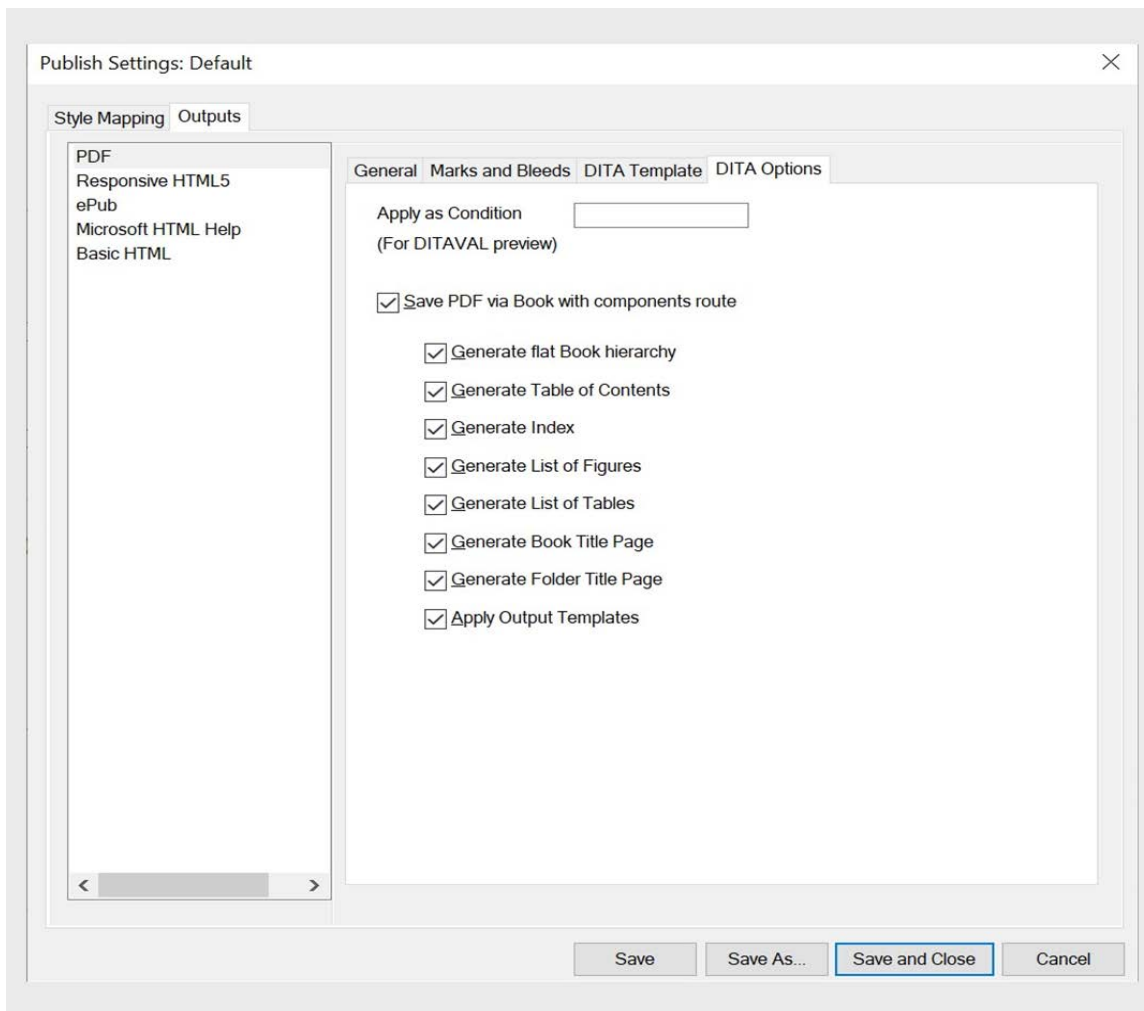 Publish Settings: Default
Style Mapping Outputs
PDF
Responsive HTML5
ePub
Microsoft HTML Help
Basic HTML
General Marks and Bleeds DITA Template DITA Options
Apply as Condition
(For DITAVAL preview)
Save PDF via Book with components route
Generate flat Book hierarchy
Generate Table of Contents
Generate Index
Generate List of Figures
Generate List of Tables
Generate Book Title Page
Generate Folder Title Page
Apply Output Templates
Save Save As... Save and Close Cancel